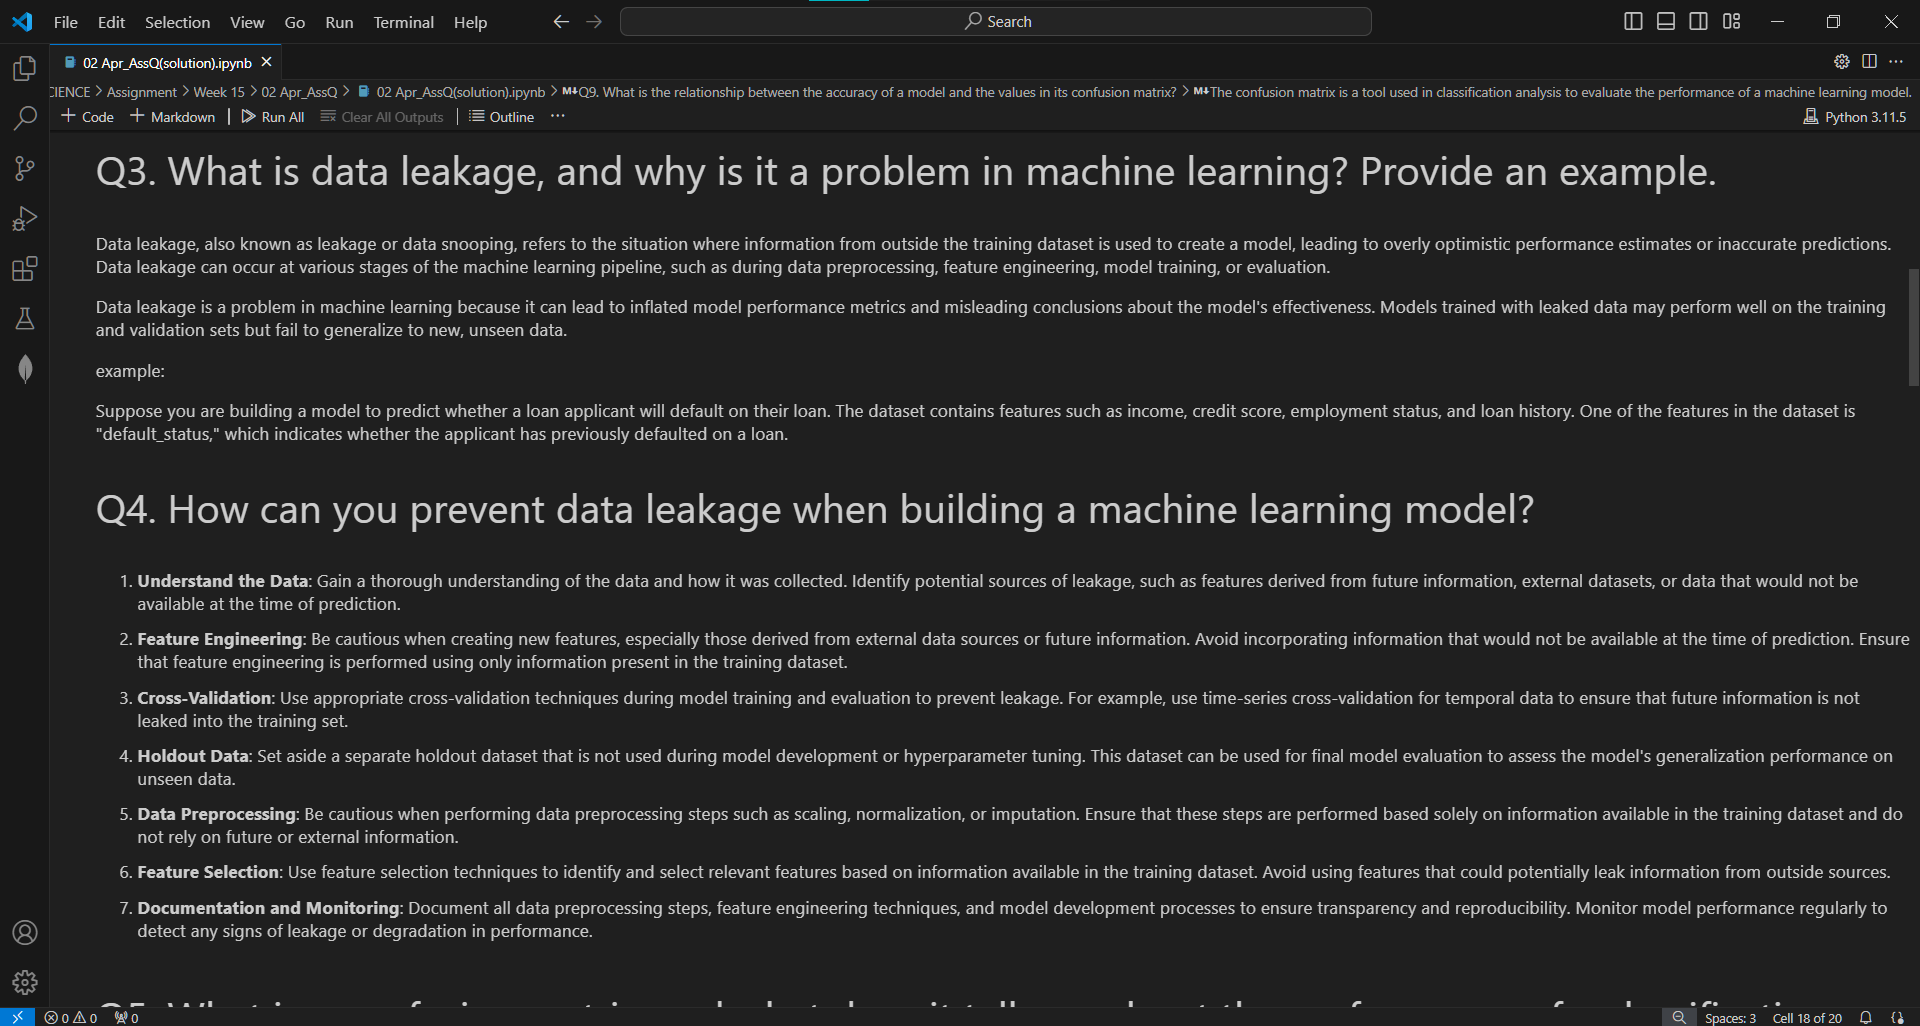 File Edit Selection View Go Run Terminal Help Search
02 Apr_AssQ(solution).ipynb
CIENCE > Assignment > Week 15 > 02 Apr_AssQ > 02 Apr_AssQ(solution).ipynb > M↓Q9. What is the relationship between the accuracy of a model and the values in its confusion matrix? > M↓The confusion matrix is a tool used in classification analysis to evaluate the performance of a machine learning model.
+ Code + Markdown | Run All Clear All Outputs | Outline ... Python 3.11.5
Q3. What is data leakage, and why is it a problem in machine learning? Provide an example.
Data leakage, also known as leakage or data snooping, refers to the situation where information from outside the training dataset is used to create a model, leading to overly optimistic performance estimates or inaccurate predictions.
Data leakage can occur at various stages of the machine learning pipeline, such as during data preprocessing, feature engineering, model training, or evaluation.
Data leakage is a problem in machine learning because it can lead to inflated model performance metrics and misleading conclusions about the model's effectiveness. Models trained with leaked data may perform well on the training
and validation sets but fail to generalize to new, unseen data.
example:
Suppose you are building a model to predict whether a loan applicant will default on their loan. The dataset contains features such as income, credit score, employment status, and loan history. One of the features in the dataset is
"default_status," which indicates whether the applicant has previously defaulted on a loan.
Q4. How can you prevent data leakage when building a machine learning model?
1. Understand the Data: Gain a thorough understanding of the data and how it was collected. Identify potential sources of leakage, such as features derived from future information, external datasets, or data that would not be
available at the time of prediction.
2. Feature Engineering: Be cautious when creating new features, especially those derived from external data sources or future information. Avoid incorporating information that would not be available at the time of prediction. Ensure
that feature engineering is performed using only information present in the training dataset.
3. Cross-Validation: Use appropriate cross-validation techniques during model training and evaluation to prevent leakage. For example, use time-series cross-validation for temporal data to ensure that future information is not
leaked into the training set.
4. Holdout Data: Set aside a separate holdout dataset that is not used during model development or hyperparameter tuning. This dataset can be used for final model evaluation to assess the model's generalization performance on
unseen data.
5. Data Preprocessing: Be cautious when performing data preprocessing steps such as scaling, normalization, or imputation. Ensure that these steps are performed based solely on information available in the training dataset and do
not rely on future or external information.
6. Feature Selection: Use feature selection techniques to identify and select relevant features based on information available in the training dataset. Avoid using features that could potentially leak information from outside sources.
7. Documentation and Monitoring: Document all data preprocessing steps, feature engineering techniques, and model development processes to ensure transparency and reproducibility. Monitor model performance regularly to
detect any signs of leakage or degradation in performance.
0 0 0 Spaces: 3 Cell 18 of 20